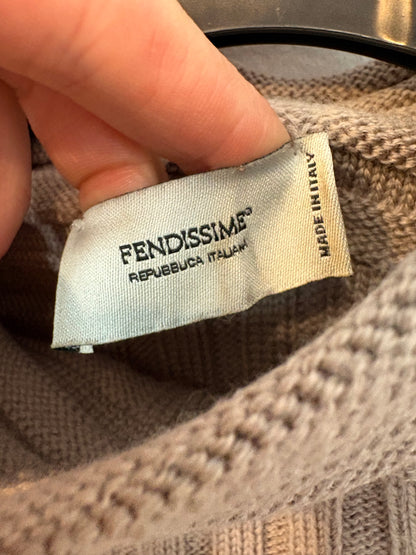 FENDISSIME®
REPUBBLICA ITALIANA
MADE IN ITALY